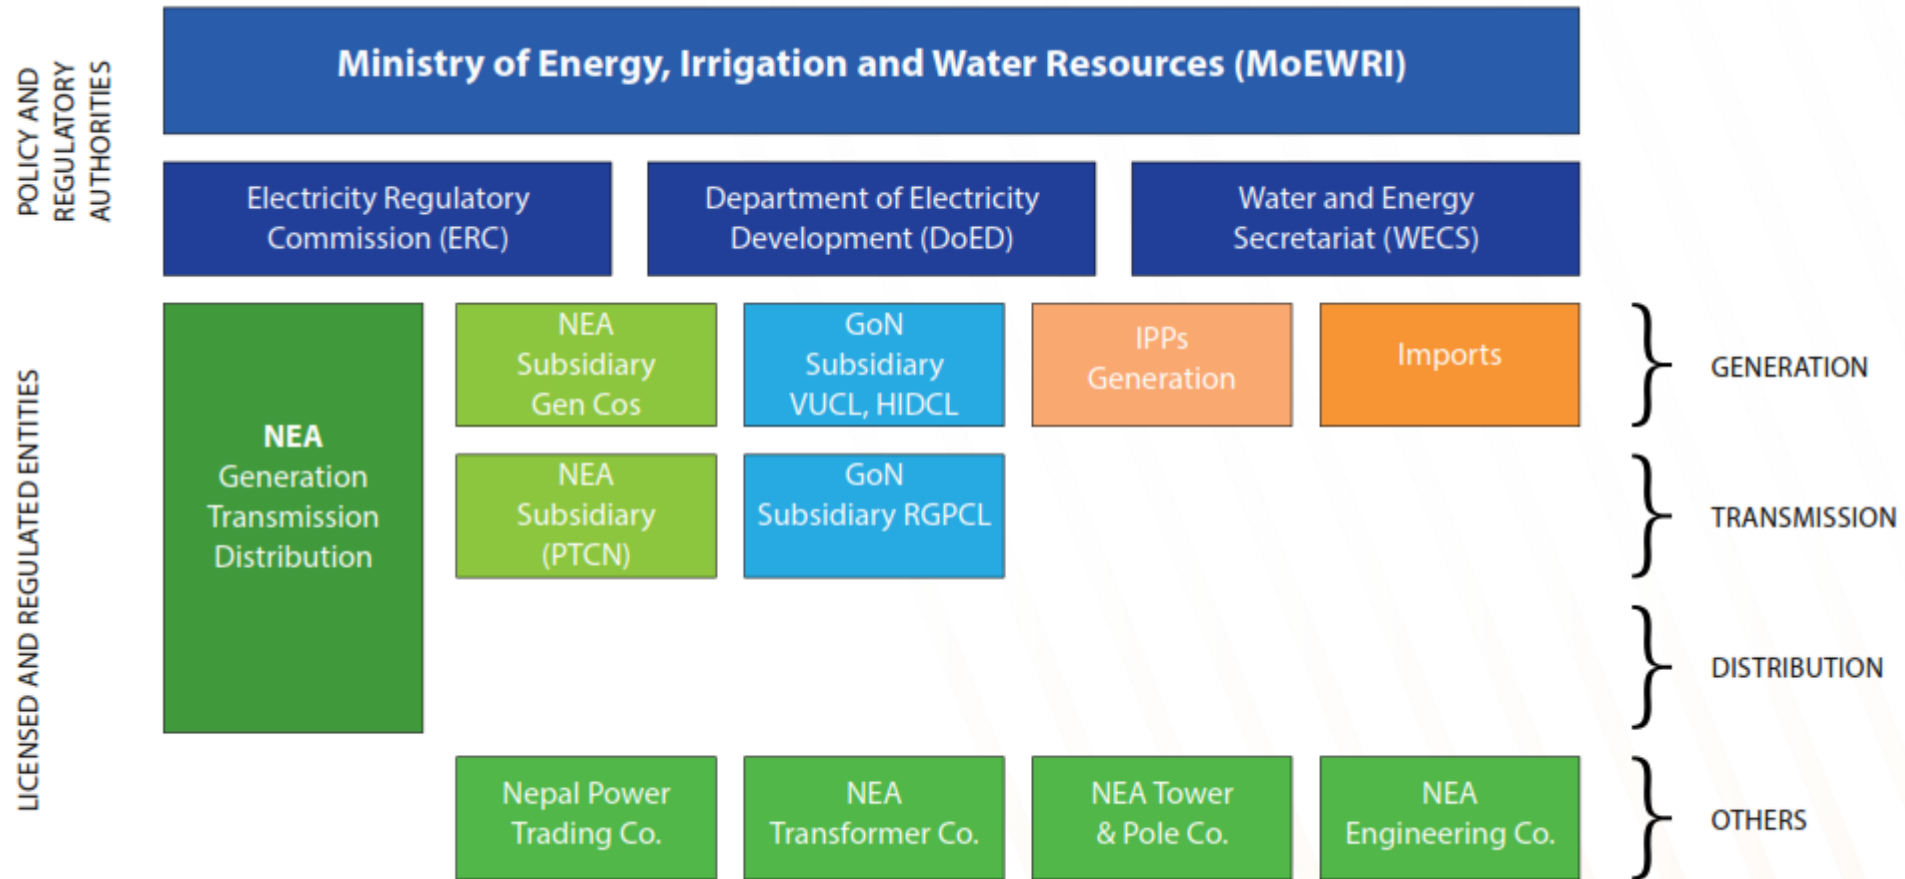 POLICY AND
REGULATORY
AUTHORITIES
Ministry of Energy, Irrigation and Water Resources (MoEWRI)
Electricity Regulatory
Commission (ERC)
Department of Electricity
Development (DoED)
Water and Energy
Secretariat (WECS)
LICENSED AND REGULATED ENTITIES
NEA
Generation
Transmission
Distribution
NEA
Subsidiary
Gen Cos
GoN
Subsidiary
VUCL, HIDCL
IPPs
Generation
Imports
GENERATION
NEA
Subsidiary
(PTCN)
GoN
Subsidiary RGPCL
TRANSMISSION
DISTRIBUTION
Nepal Power
Trading Co.
NEA
Transformer Co.
NEA Tower
& Pole Co.
NEA
Engineering Co.
OTHERS